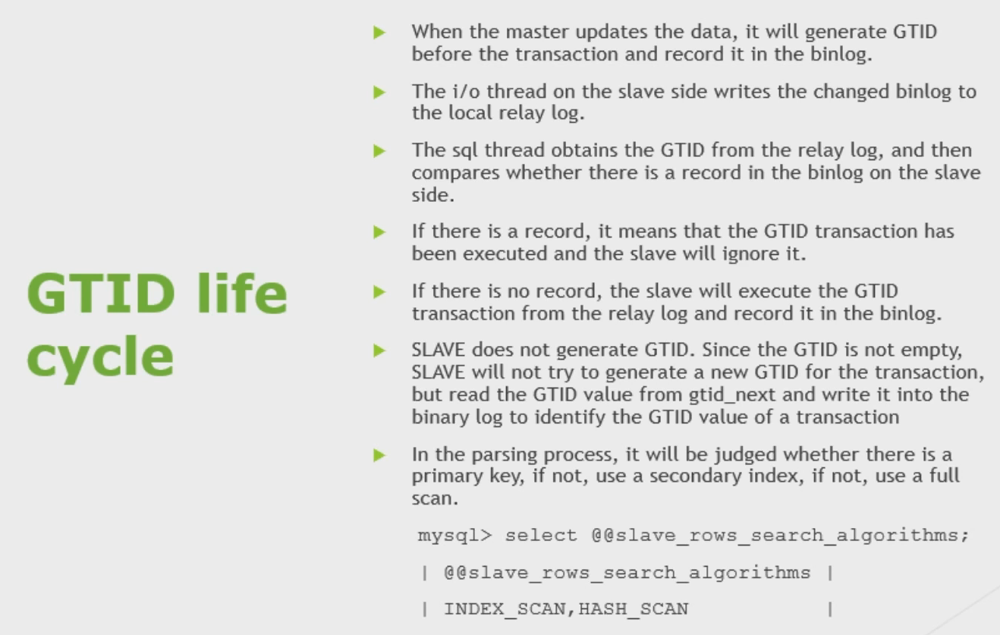 GTID life
cycle
When the master updates the data, it will generate GTID
before the transaction and record it in the binlog.
The i/o thread on the slave side writes the changed binlog to
the local relay log.
The sql thread obtains the GTID from the relay log, and then
compares whether there is a record in the binlog on the slave
side.
If there is a record, it means that the GTID transaction has
been executed and the slave will ignore it.
If there is no record, the slave will execute the GTID
transaction from the relay log and record it in the binlog.
SLAVE does not generate GTID. Since the GTID is not empty,
SLAVE will not try to generate a new GTID for the transaction,
but read the GTID value from gtid_next and write it into the
binary log to identify the GTID value of a transaction
In the parsing process, it will be judged whether there is a
primary key, if not, use a secondary index, if not, use a full
scan.
mysql> select @@slave_rows_search_algorithms;
| @@slave_rows_search_algorithms |
| INDEX_SCAN,HASH_SCAN |